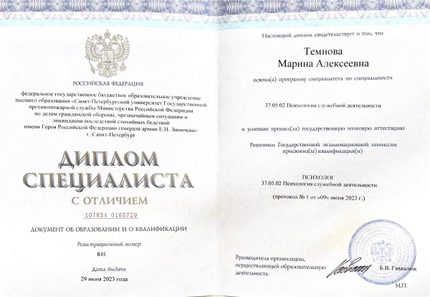 РОССИЙСКАЯ ФЕДЕРАЦИЯ
федеральное государственное бюджетное образовательное учреждение
высшего образования «Санкт-Петербургский университет Государственной
противопожарной службы Министерства Российской Федерации
по делам гражданской обороны, чрезвычайным ситуациям и
ликвидации последствий стихийных бедствий
имени Героя Российской Федерации генерала армии Е.Н. Зиничева»
г. Санкт-Петербург
ДИПЛОМ
СПЕЦИАЛИСТА
С ОТЛИЧИЕМ
107834 0165729
ДОКУМЕНТ ОБ ОБРАЗОВАНИИ И О КВАЛИФИКАЦИИ
Регистрационный номер
845
Дата выдачи
29 июня 2023 года
Настоящий диплом свидетельствует о том, что
Темнова
Марина Алексеевна
освоил(а) программу специалитета по специальности
37.05.02 Психология служебной деятельности
и успешно прошел(а) государственную итоговую аттестацию
Решением Государственной экзаменационной комиссии
присвоена(ы) квалификация(и)
ПСИХОЛОГ
37.05.02 Психология служебной деятельности
(протокол № 1 от «09» июня 2023 г.)
Руководитель организации,
осуществляющей образовательную
деятельность
Б.В. Гавкалюк
М.П.